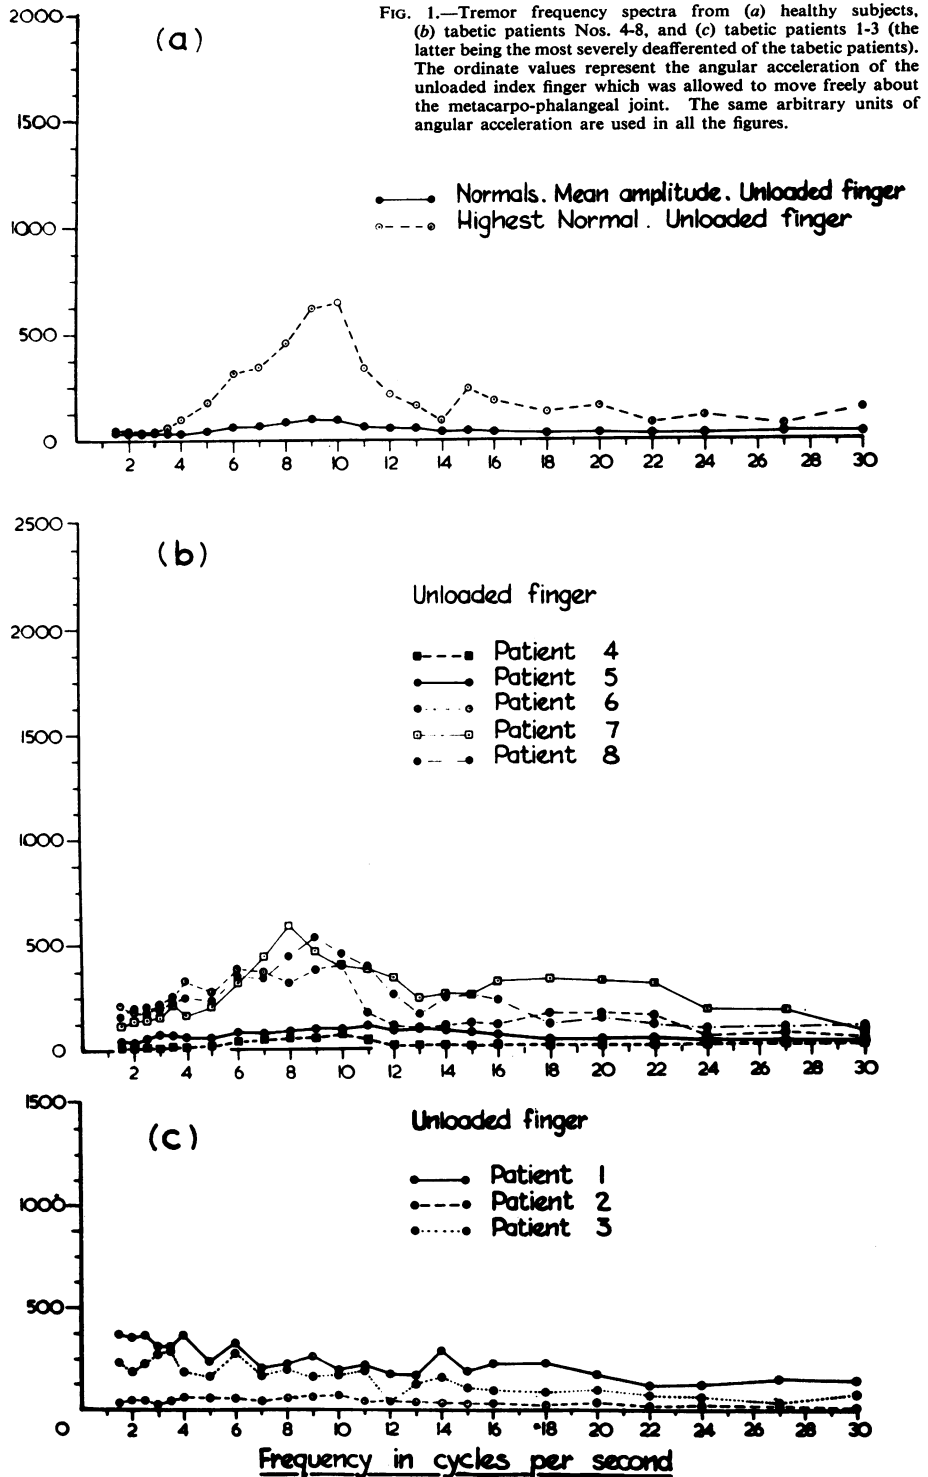 FIG. 1.—Tremor frequency spectra from (a) healthy subjects,
(b) tabetic patients Nos. 4-8, and (c) tabetic patients 1-3 (the
latter being the most severely deafferented of the tabetic patients).
The ordinate values represent the angular acceleration of the
unloaded index finger which was allowed to move freely about
the metacarpo-phalangeal joint. The same arbitrary units of
angular acceleration are used in all the figures.
2000
(a)
1500
Normals. Mean amplitude. Unloaded finger
Highest Normal. Unloaded finger
1000
500
0
2 4 6 8 10 12 14 16 18 20 22 24 26 28 30
2500
(b)
Unloaded finger
2000
Patient 4
Patient 5
Patient 6
Patient 7
Patient 8
1500
1000
500
0
2 4 6 8 10 12 14 16 18 20 22 24 26 28 30
1500
(c)
Unloaded finger
Patient 1
Patient 2
Patient 3
1000
500
0 2 4 6 8 10 12 14 16 18 20 22 24 26 28 30
Frequency in cycles per second